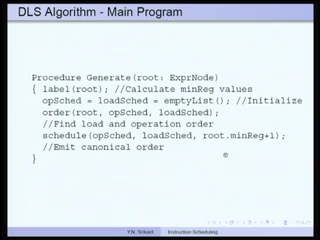 DLS Algorithm - Main Program
Procedure Generate(root: ExprNode)
{ label(root); //Calculate minReg values
opSched = loadSched = emptyList(); //Initialize
order(root, opSched, loadSched);
//Find load and operation order
schedule(opSched, loadSched, root.minReg+1);
//Emit canonical order
}
Y.N. Srikant Instruction Scheduling